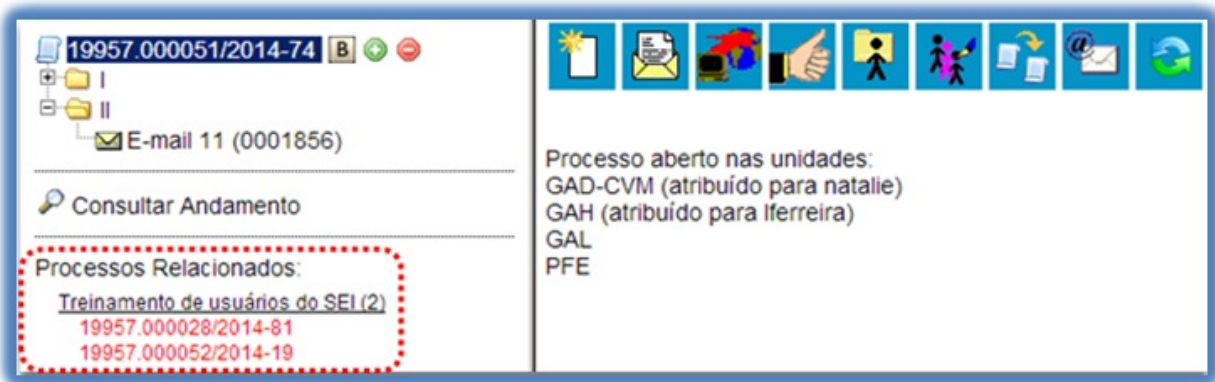 19957.000051/2014-74 B
I
II
E-mail 11 (0001856)
Consultar Andamento
Processos Relacionados:
Treinamento de usuários do SEI (2)
19957.000028/2014-81
19957.000052/2014-19
@
Processo aberto nas unidades:
GAD-CVM (atribuído para natalie)
GAH (atribuído para lferreira)
GAL
PFE